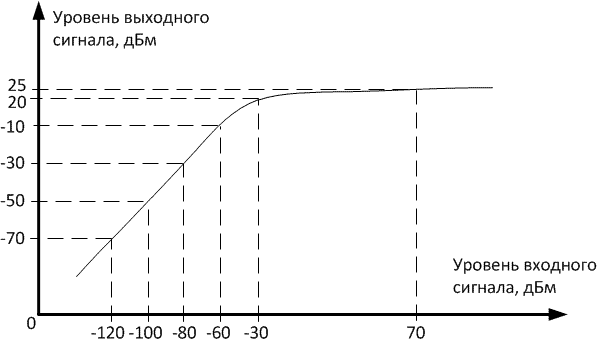 Уровень выходного
сигнала, дБм
25
20
-10
-30
-50
-70
Уровень входного
сигнала, дБм
0
-120 -100 -80 -60 -30 70